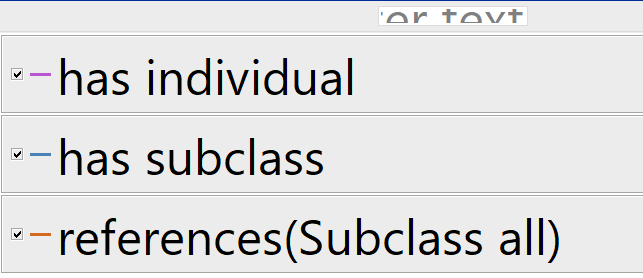 has individual
has subclass
references(Subclass all)